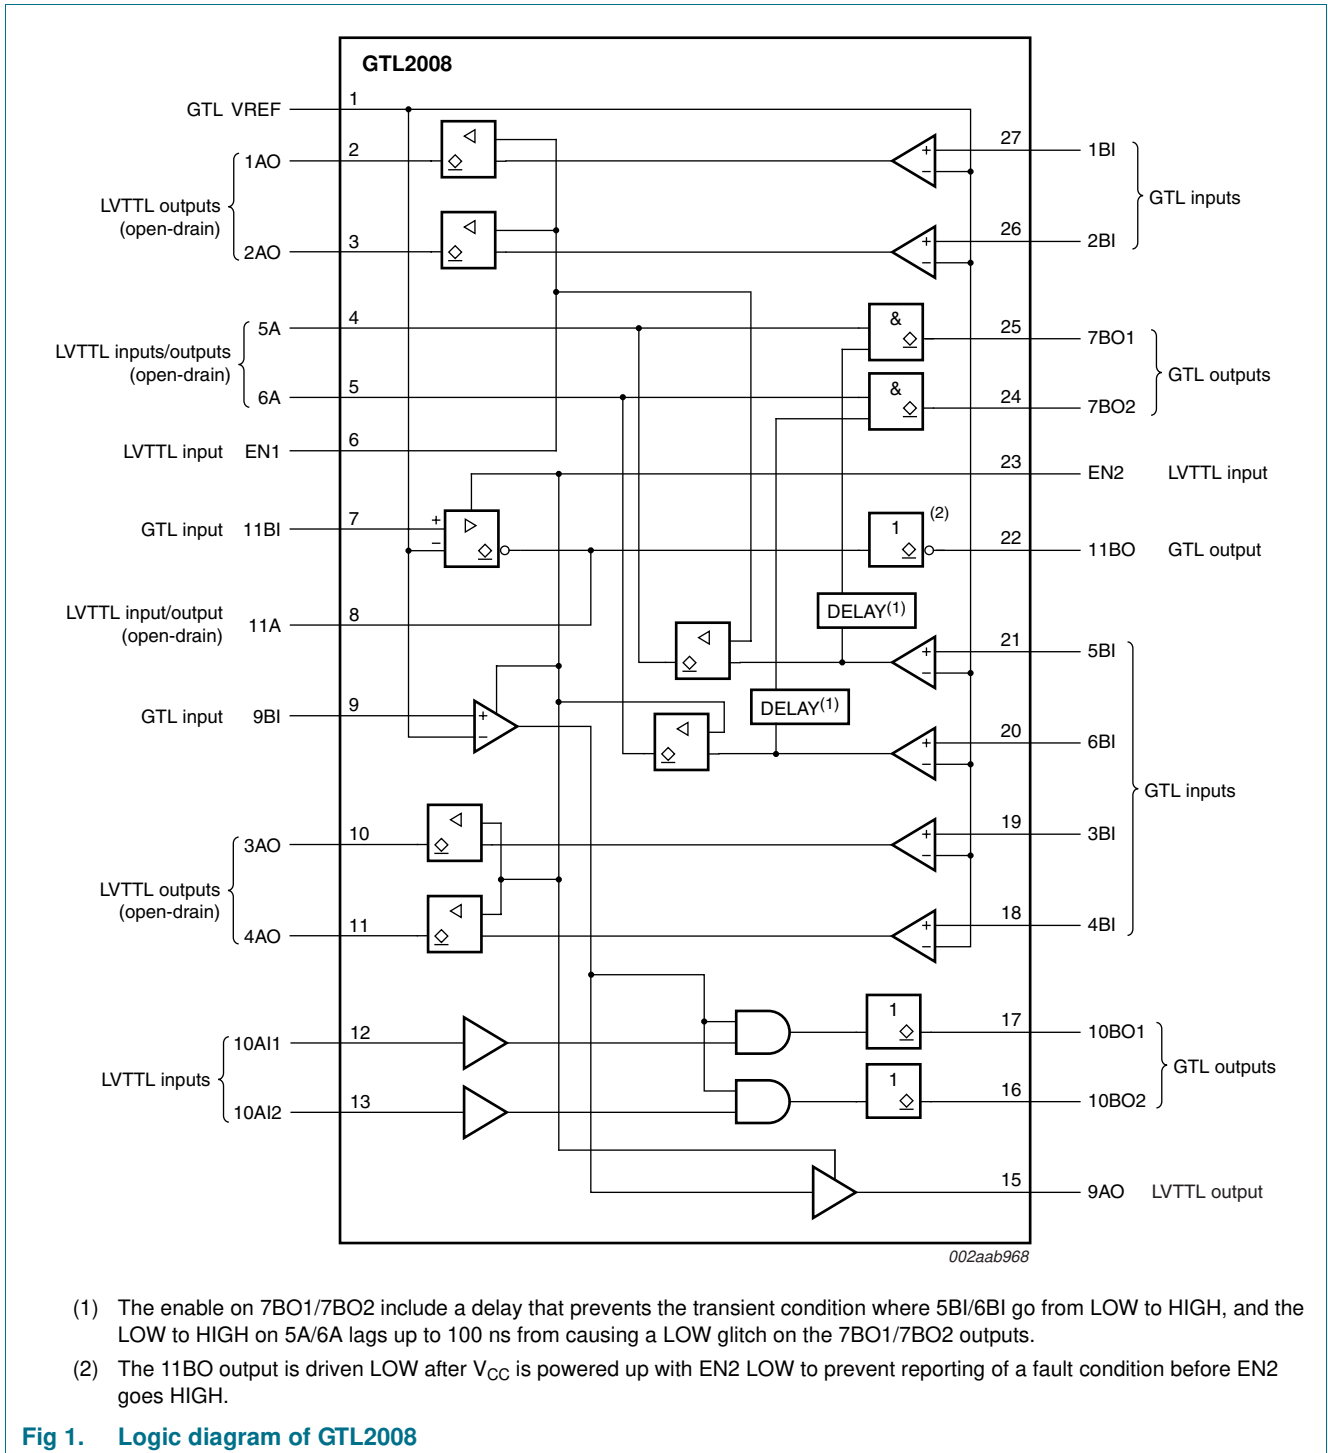 GTL2008
GTL VREF 1
1AO 2
27 1BI
LVTTL outputs
(open-drain)
GTL inputs
2AO 3
26 2BI
5A 4
&
25 7BO1
LVTTL inputs/outputs
(open-drain)
GTL outputs
6A 5
&
24 7BO2
LVTTL input EN1 6
23 EN2 LVTTL input
GTL input 11BI 7
+
−
1
(2)
22 11BO GTL output
LVTTL input/output
(open-drain)
11A 8
DELAY(1)
21 5BI
GTL input 9BI 9
DELAY(1)
20 6BI
GTL inputs
3AO 10
19 3BI
LVTTL outputs
(open-drain)
4AO 11
18 4BI
10AI1 12
1
17 10BO1
LVTTL inputs
GTL outputs
10AI2 13
1
16 10BO2
15 9AO LVTTL output
002aab968
(1) The enable on 7BO1/7BO2 include a delay that prevents the transient condition where 5BI/6BI go from LOW to HIGH, and the
LOW to HIGH on 5A/6A lags up to 100 ns from causing a LOW glitch on the 7BO1/7BO2 outputs.
(2) The 11BO output is driven LOW after VCC is powered up with EN2 LOW to prevent reporting of a fault condition before EN2
goes HIGH.
Fig 1. Logic diagram of GTL2008